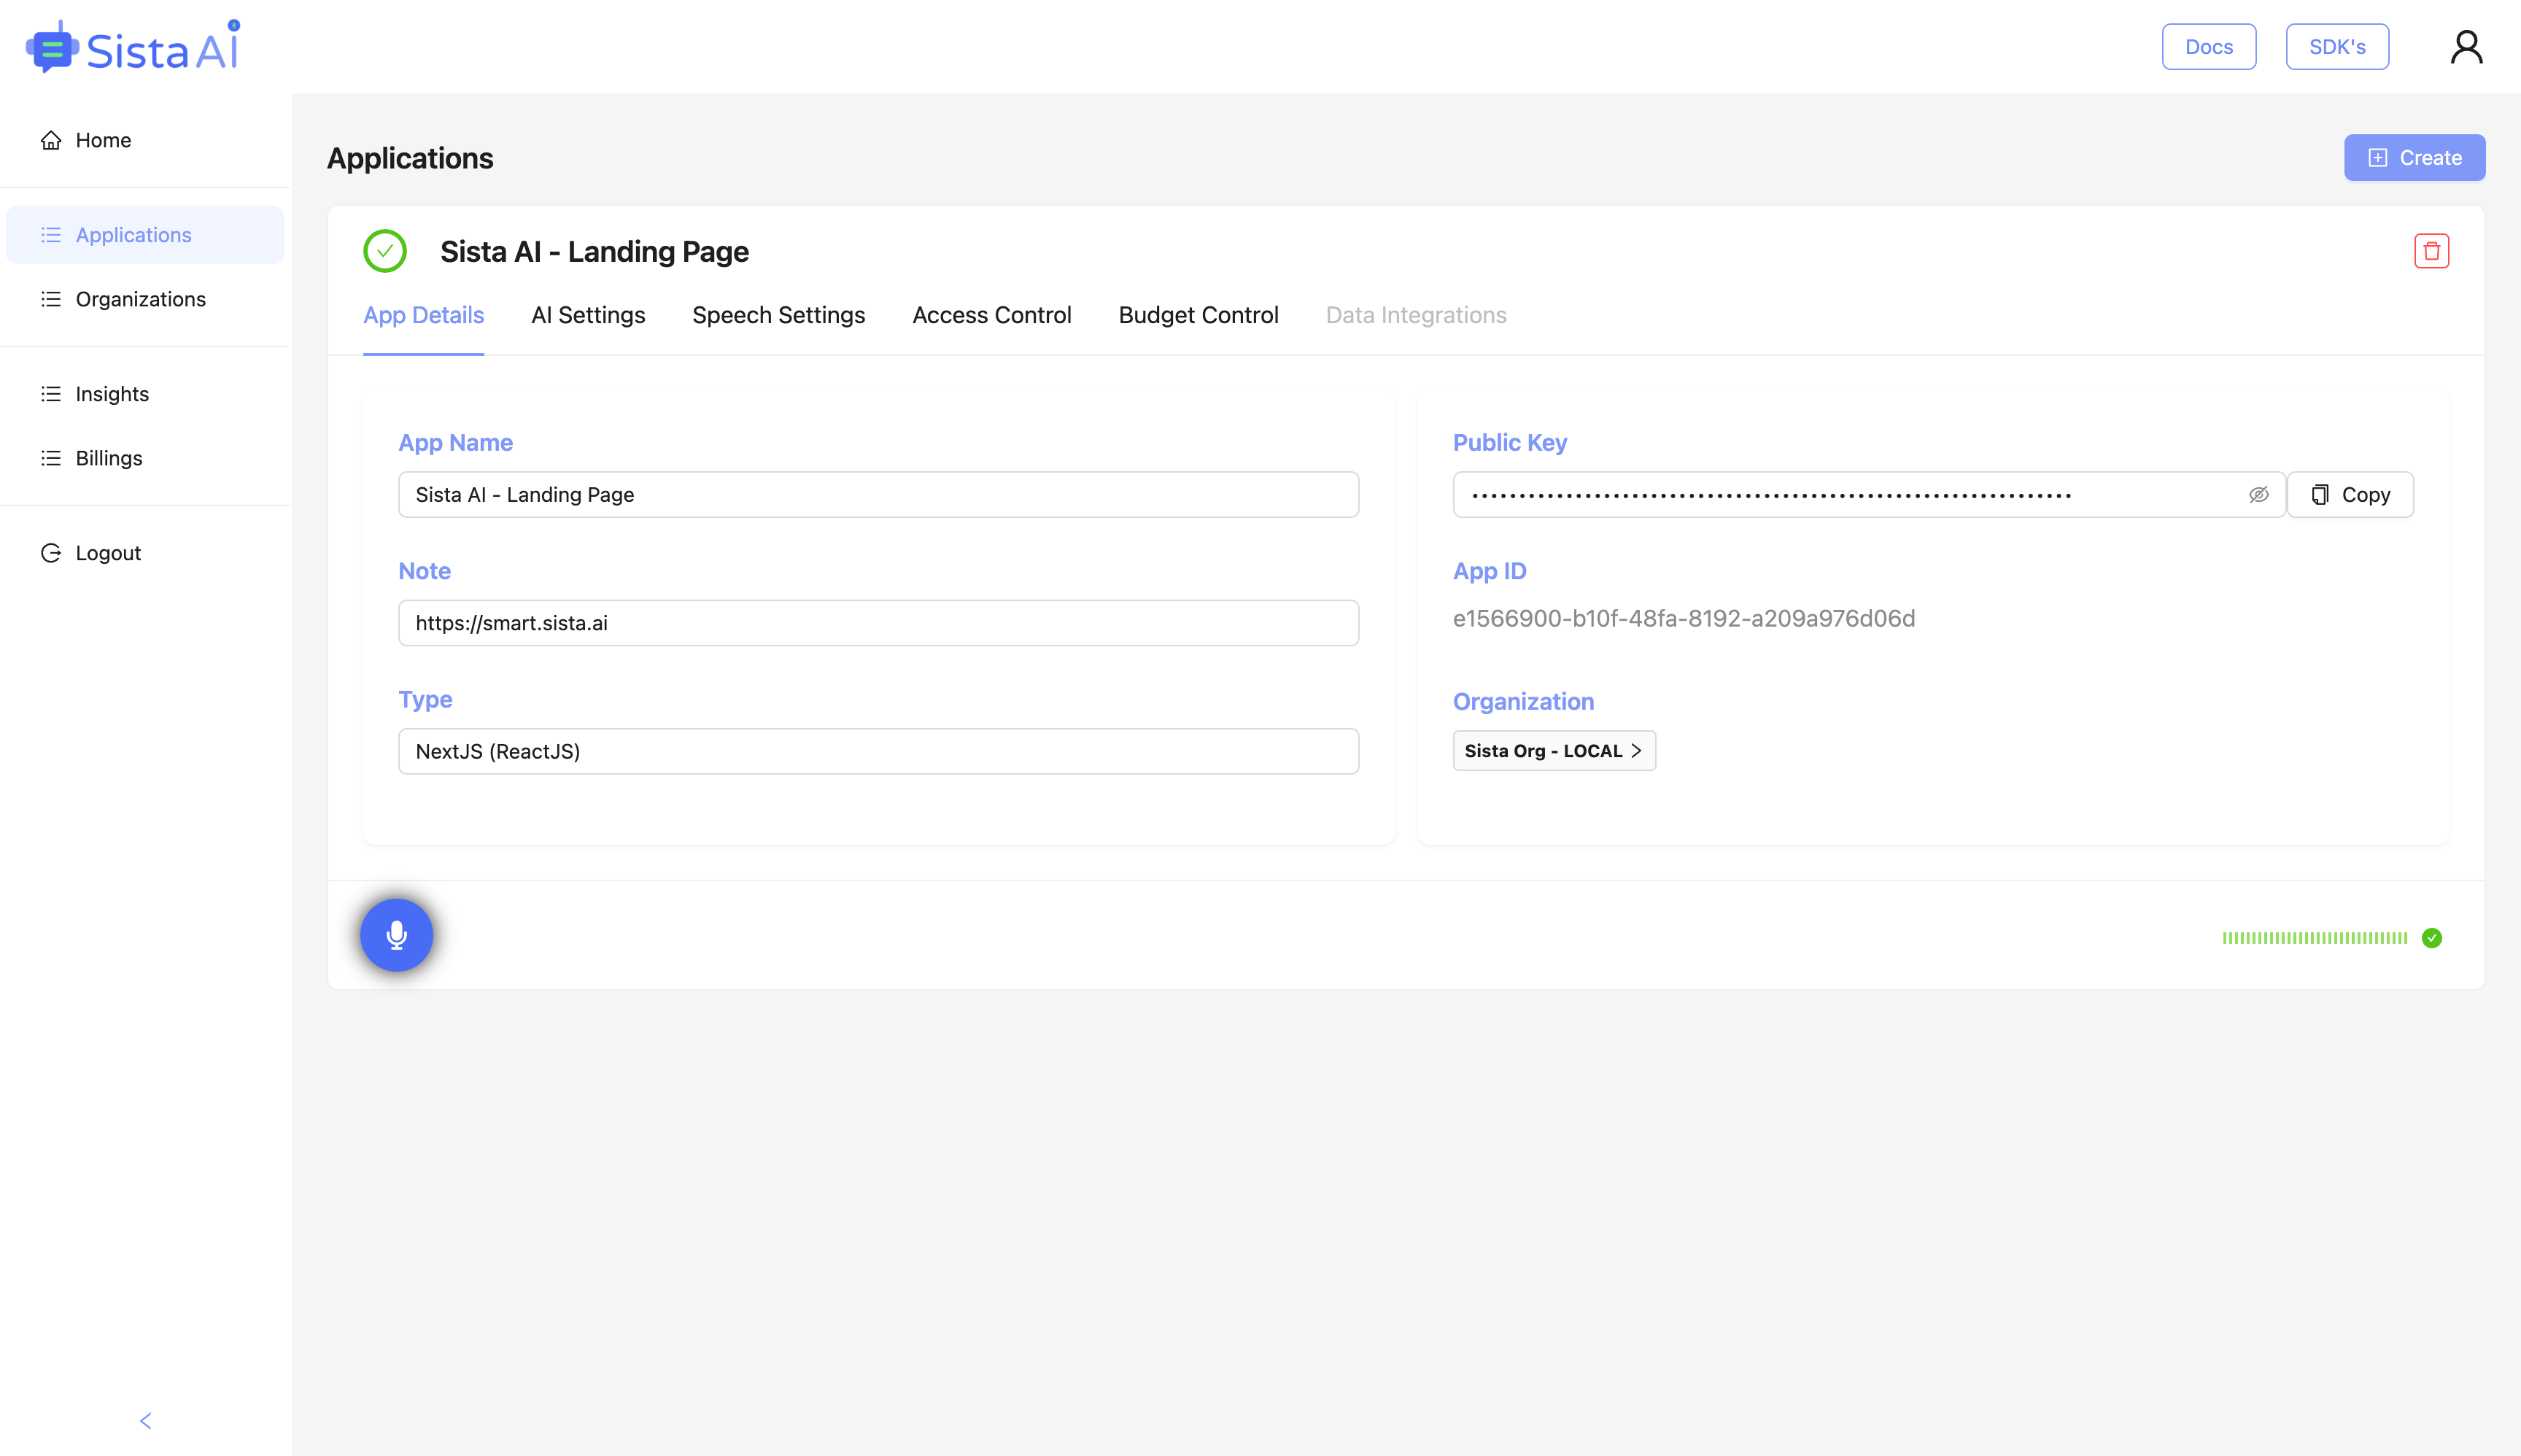 Sista AI
Docs
SDK's
Home
Applications
Organizations
Insights
Billings
Logout
Applications
Create
Sista AI - Landing Page
App Details
AI Settings
Speech Settings
Access Control
Budget Control
Data Integrations
App Name
Sista AI - Landing Page
Note
https://smart.sista.ai
Type
NextJS (ReactJS)
Public Key
Copy
App ID
e1566900-b10f-48fa-8192-a209a976d06d
Organization
Sista Org - LOCAL